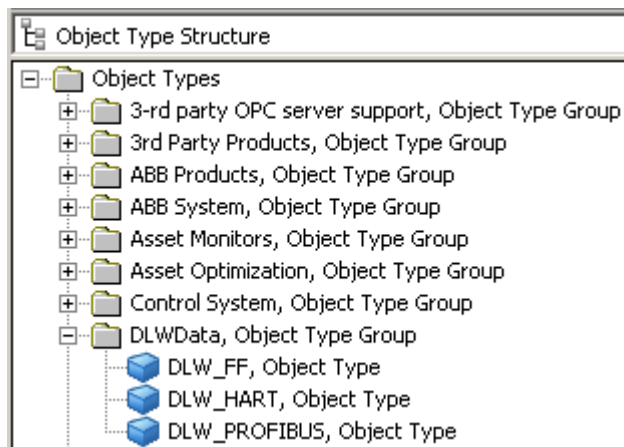 Object Type Structure
Object Types
3-rd party OPC server support, Object Type Group
3rd Party Products, Object Type Group
ABB Products, Object Type Group
ABB System, Object Type Group
Asset Monitors, Object Type Group
Asset Optimization, Object Type Group
Control System, Object Type Group
DLWData, Object Type Group
DLW_FF, Object Type
DLW_HART, Object Type
DLW_PROFIBUS, Object Type